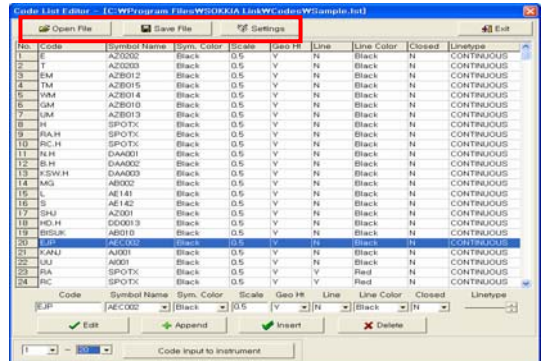 Code List Editor - [C:₩Program Files₩SOKKIA Link₩Codes₩Sample.lst]
Open File Save File Settings Exit
No. Code Symbol Name Sym. Color Scale Geo Ht Line Line Color Closed Linetype
1 E AZ0202 Black 0.5 Y N Black N CONTINUOUS
2 T AZ0203 Black 0.5 Y N Black N CONTINUOUS
3 EM AZB012 Black 0.5 Y N Black N CONTINUOUS
4 TM AZB015 Black 0.5 Y N Black N CONTINUOUS
5 WM AZB014 Black 0.5 Y N Black N CONTINUOUS
6 GM AZB010 Black 0.5 Y N Black N CONTINUOUS
7 UM AZB013 Black 0.5 Y N Black N CONTINUOUS
8 H SPOTX Black 0.5 Y N Black N CONTINUOUS
9 RA.H SPOTX Black 0.5 Y N Black N CONTINUOUS
10 RC.H SPOTX Black 0.5 Y N Black N CONTINUOUS
11 N.H DAA001 Black 0.5 Y N Black N CONTINUOUS
12 B.H DAA002 Black 0.5 Y N Black N CONTINUOUS
13 KSW.H DAA003 Black 0.5 Y N Black N CONTINUOUS
14 MG AB002 Black 0.5 Y N Black N CONTINUOUS
15 L AE141 Black 0.5 Y N Black N CONTINUOUS
16 S AE142 Black 0.5 Y N Black N CONTINUOUS
17 SHJ AZ001 Black 0.5 Y N Black N CONTINUOUS
18 HD.H DD0013 Black 0.5 Y N Black N CONTINUOUS
19 BISUK AB010 Black 0.5 Y N Black N CONTINUOUS
20 EJP AEC002 Black 0.5 Y N Black N CONTINUOUS
21 KANJ AJ001 Black 0.5 Y N Black N CONTINUOUS
22 UU AI001 Black 0.5 Y N Black N CONTINUOUS
23 RA SPOTX Black 0.5 Y Y Red N CONTINUOUS
24 RC SPOTX Black 0.5 Y Y Red N CONTINUOUS
Code Symbol Name Sym. Color Scale Geo Ht Line Line Color Closed Linetype
EJP AEC002 Black 0.5 Y N Black N
Edit Append Insert Delete
1 ~ 20 Code Input to Instrument